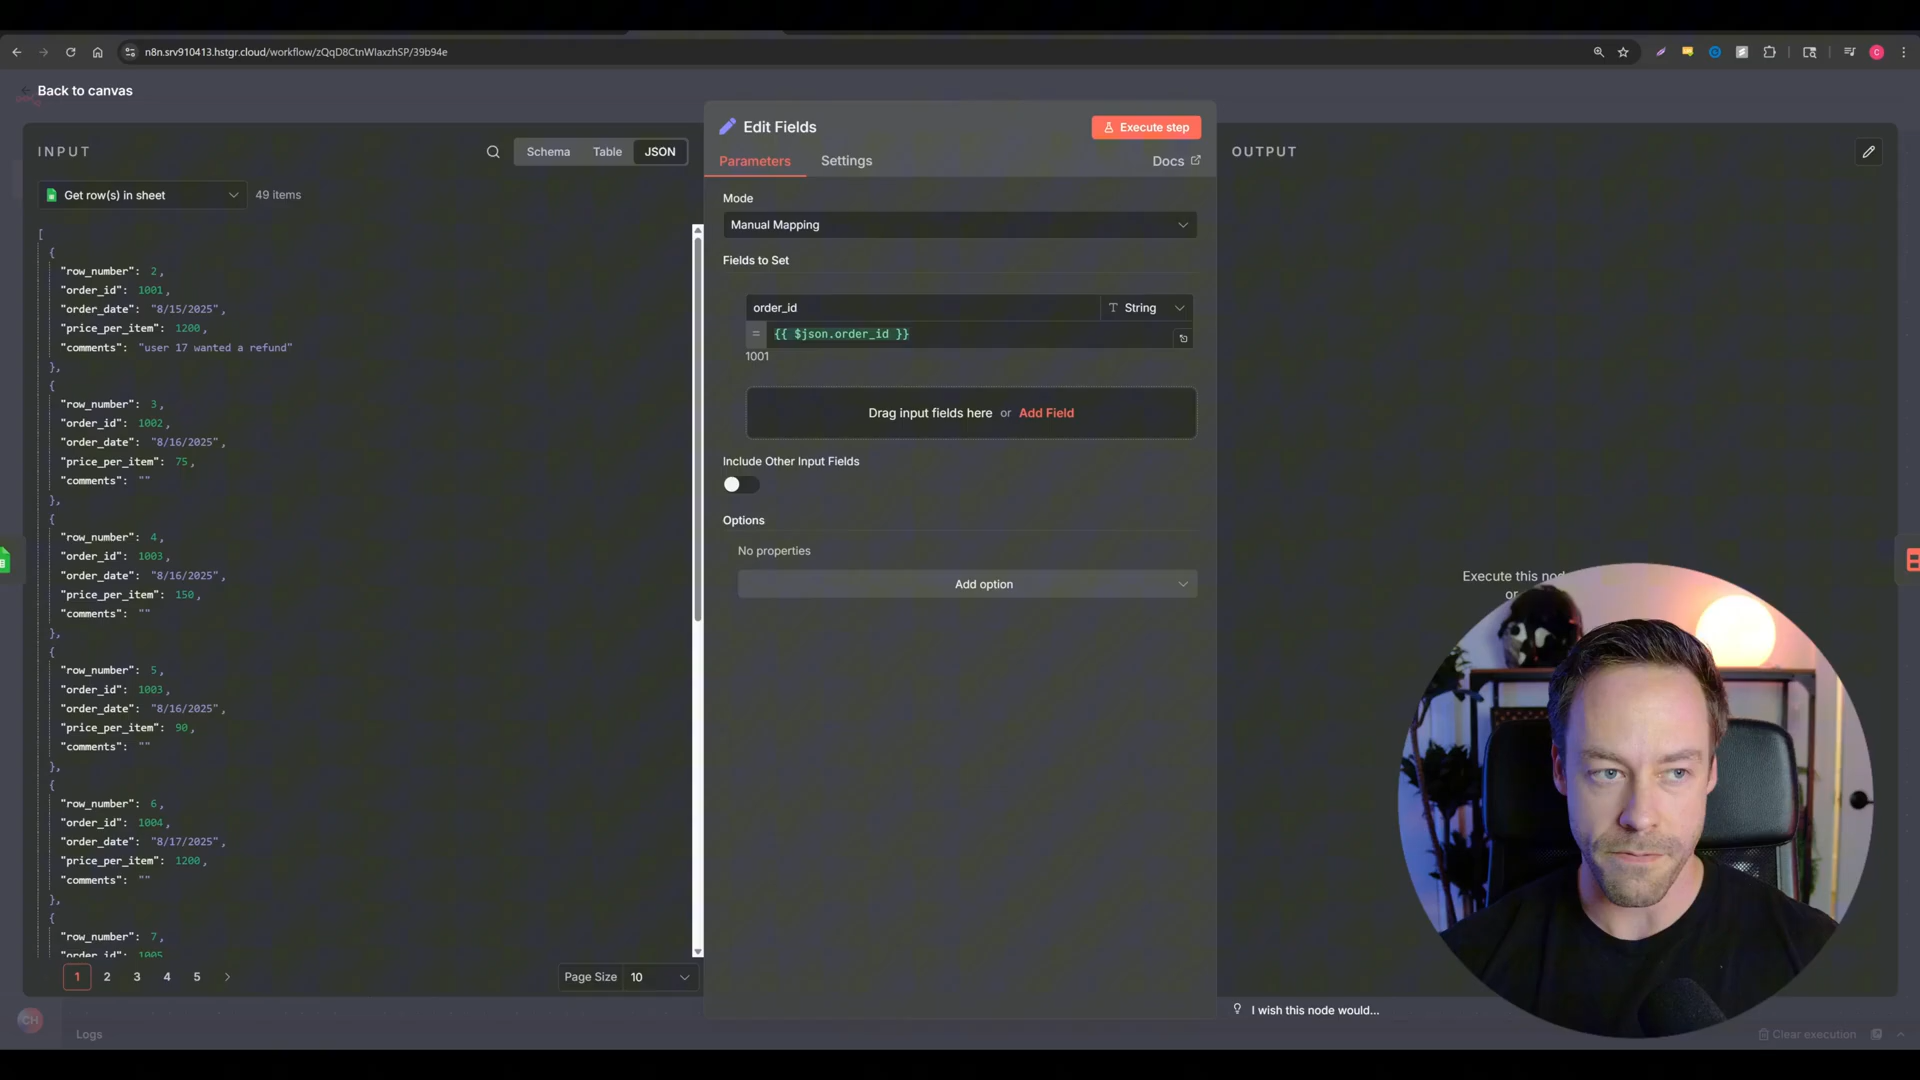 n8n.srv910413.hstgr.cloud/workflow/zQqD8CtnWIaxzhSP/39b94e
Back to canvas
INPUT
Schema
Table
JSON
Get row(s) in sheet
49 items
[
{
"row_number": 2,
"order_id": 1001,
"order_date": "8/15/2025",
"price_per_item": 1200,
"comments": "user 17 wanted a refund"
},
{
"row_number": 3,
"order_id": 1002,
"order_date": "8/16/2025",
"price_per_item": 75,
"comments": ""
},
{
"row_number": 4,
"order_id": 1003,
"order_date": "8/16/2025",
"price_per_item": 150,
"comments": ""
},
{
"row_number": 5,
"order_id": 1003,
"order_date": "8/16/2025",
"price_per_item": 90,
"comments": ""
},
{
"row_number": 6,
"order_id": 1004,
"order_date": "8/17/2025",
"price_per_item": 1200,
"comments": ""
},
{
"row_number": 7,
"order_id": 1005
1
2
3
4
5
Page Size
10
Edit Fields
Execute step
Parameters
Settings
Docs
Mode
Manual Mapping
Fields to Set
order_id
T String
= {{ $json.order_id }}
1001
Drag input fields here or Add Field
Include Other Input Fields
Options
No properties
Add option
OUTPUT
Execute this
or
I wish this node would...
CH
Logs
Clear execution
C